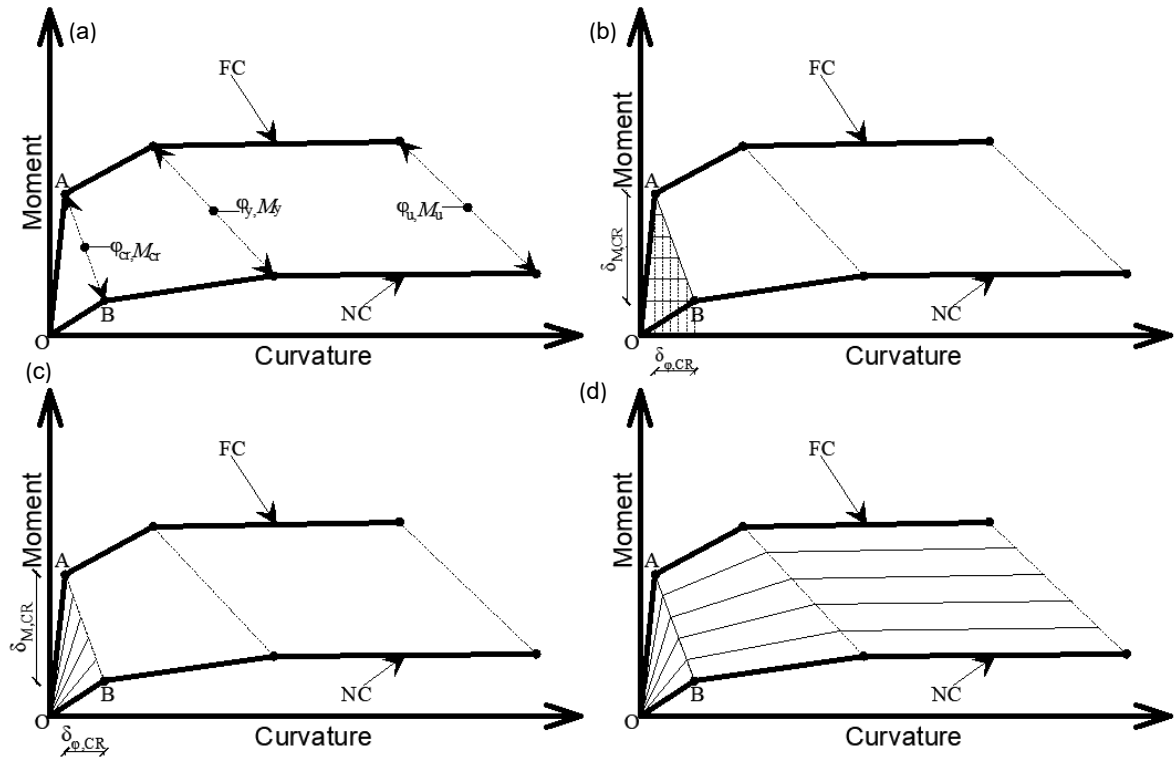 (a)
FC
Moment
A
φy,My
φu,Mu
φcr,Mcr
B
NC
O
Curvature
(b)
FC
Moment
A
δM,CR
B
NC
O
Curvature
δφ,CR
(c)
FC
Moment
A
δM,CR
B
NC
O
Curvature
δφ,CR
(d)
FC
Moment
A
B
NC
O
Curvature